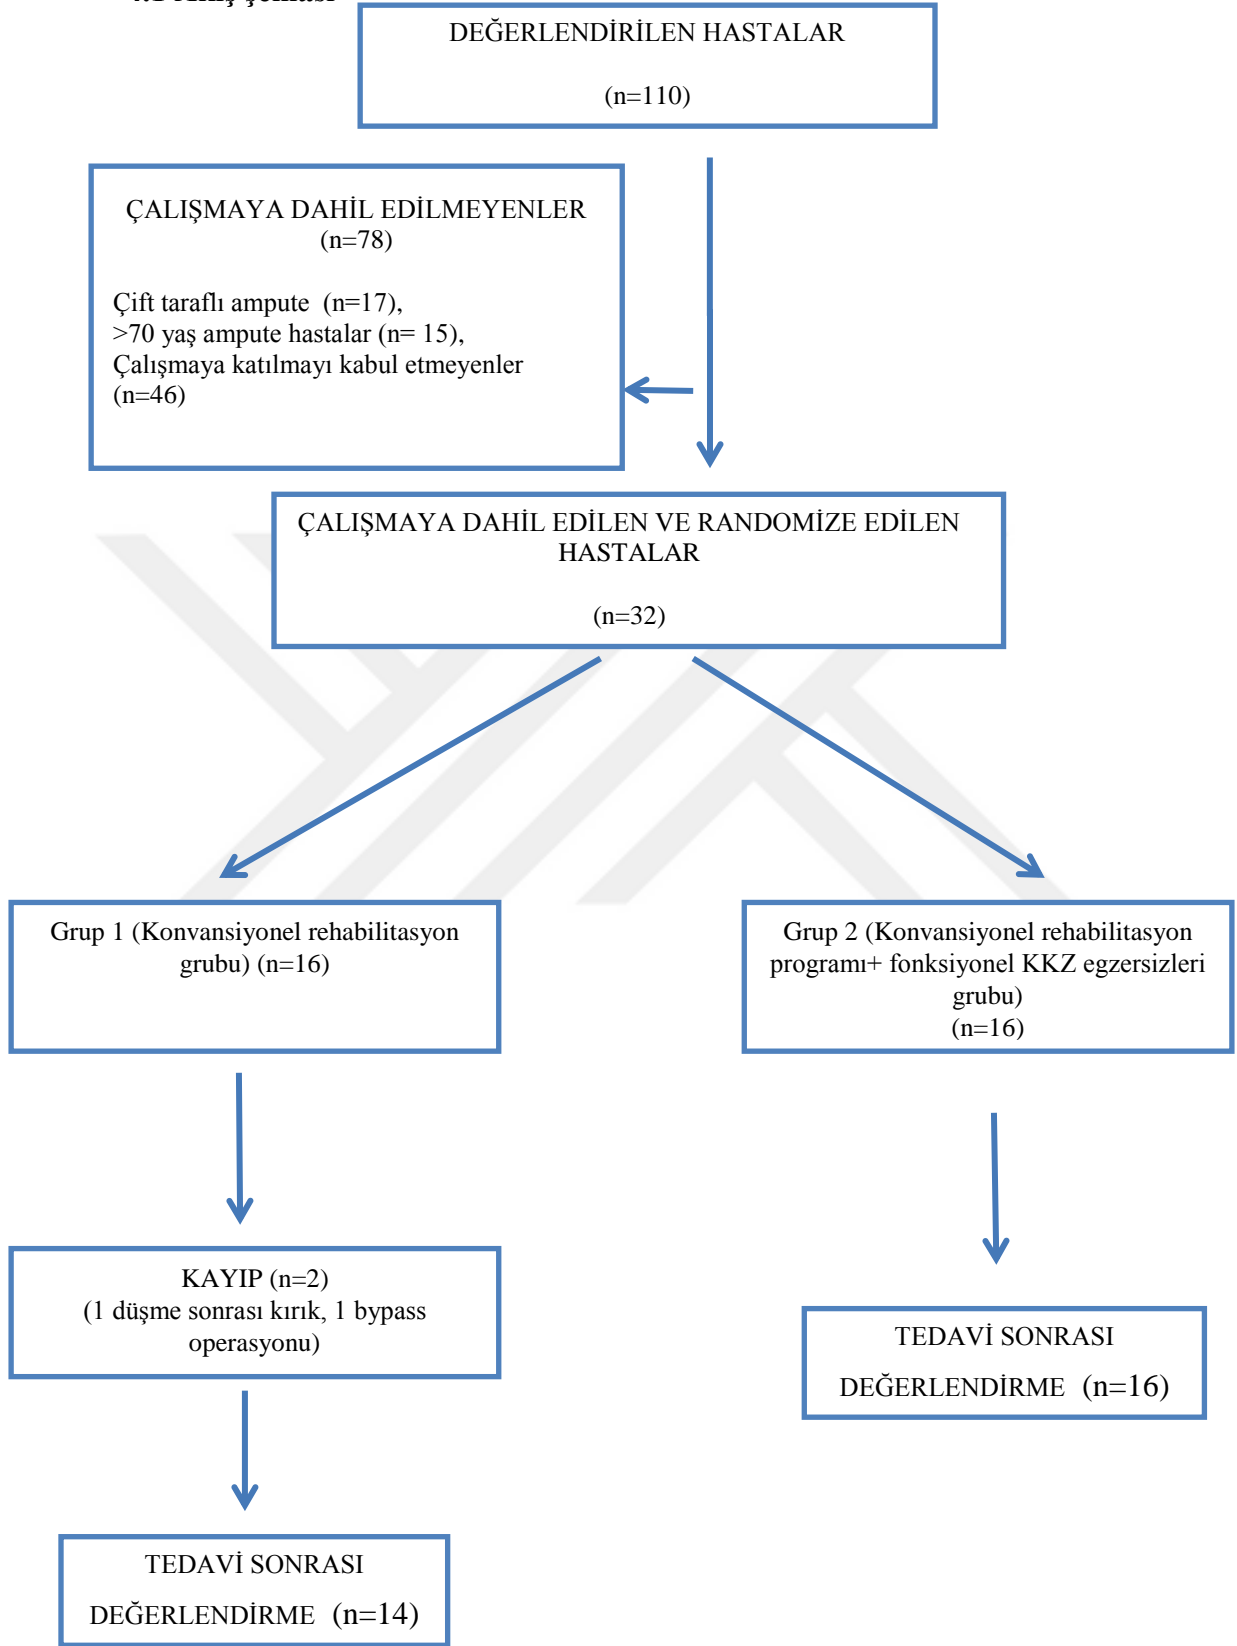 DEĞERLENDİRİLEN HASTALAR
(n=110)
ÇALIŞMAYA DAHİL EDİLMEYENLER
(n=78)
Çift taraflı ampute (n=17),
>70 yaş ampute hastalar (n= 15),
Çalışmaya katılmayı kabul etmeyenler
(n=46)
ÇALIŞMAYA DAHİL EDİLEN VE RANDOMİZE EDİLEN
HASTALAR
(n=32)
Grup 1 (Konvansiyonel rehabilitasyon
grubu) (n=16)
Grup 2 (Konvansiyonel rehabilitasyon
programı+ fonksiyonel KKZ egzersizleri
grubu)
(n=16)
KAYIP (n=2)
(1 düşme sonrası kırık, 1 bypass
operasyonu)
TEDAVİ SONRASI
DEĞERLENDİRME (n=16)
TEDAVİ SONRASI
DEĞERLENDİRME (n=14)